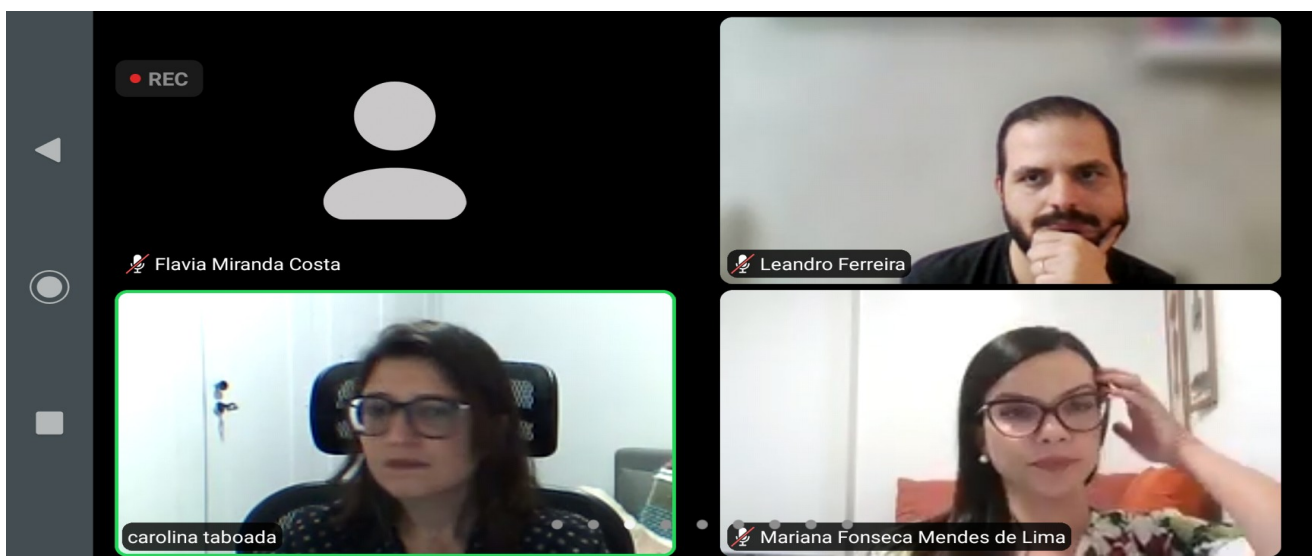 REC
Flavia Miranda Costa
Leandro Ferreira
carolina taboada
Mariana Fonseca Mendes de Lima